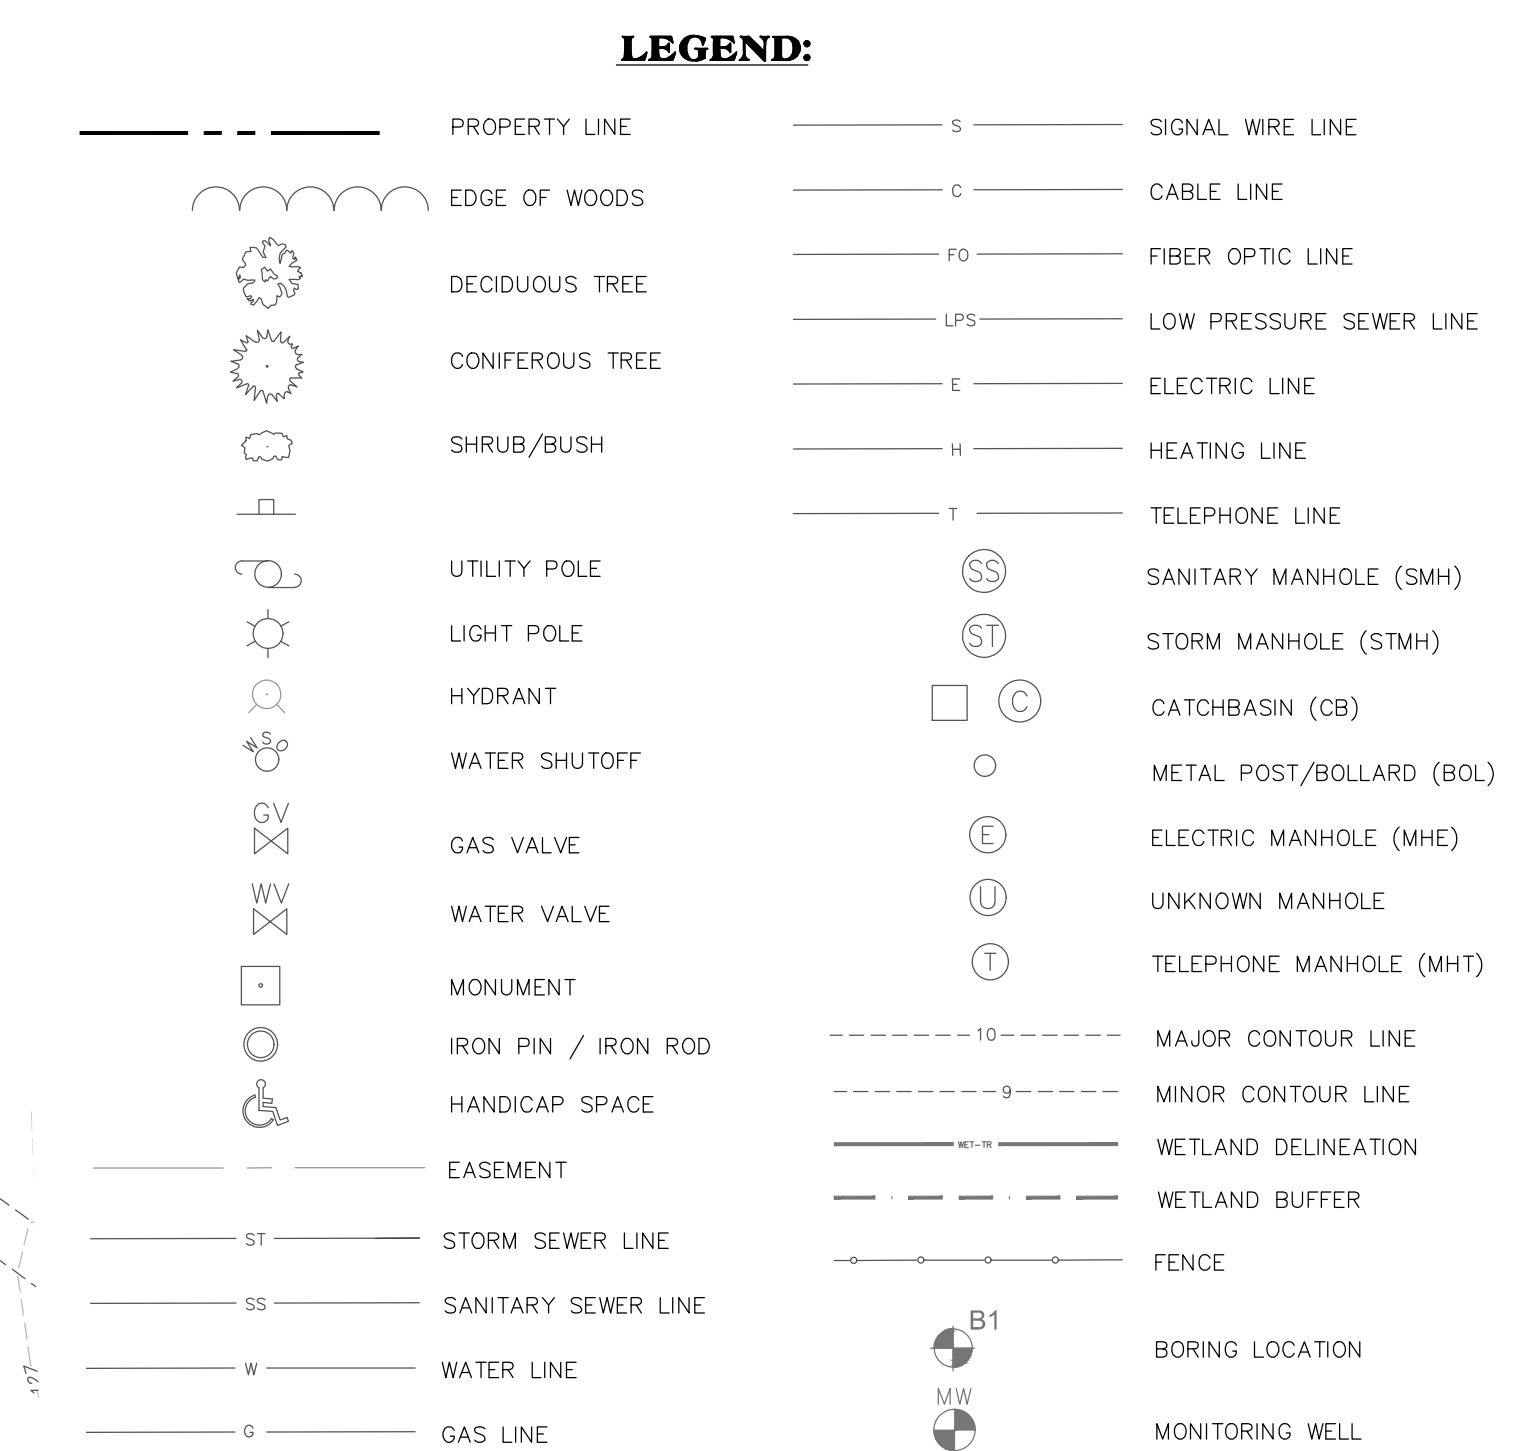 LEGEND:
PROPERTY LINE
EDGE OF WOODS
DECIDUOUS TREE
CONIFEROUS TREE
SHRUB/BUSH
UTILITY POLE
LIGHT POLE
HYDRANT
WSO WATER SHUTOFF
GV
GAS VALVE
WV
WATER VALVE
MONUMENT
IRON PIN / IRON ROD
HANDICAP SPACE
EASEMENT
ST STORM SEWER LINE
SS SANITARY SEWER LINE
W WATER LINE
G GAS LINE
127
S SIGNAL WIRE LINE
C CABLE LINE
FO FIBER OPTIC LINE
LPS LOW PRESSURE SEWER LINE
E ELECTRIC LINE
H HEATING LINE
T TELEPHONE LINE
SS SANITARY MANHOLE (SMH)
ST STORM MANHOLE (STMH)
C CATCHBASIN (CB)
METAL POST/BOLLARD (BOL)
E ELECTRIC MANHOLE (MHE)
U UNKNOWN MANHOLE
T TELEPHONE MANHOLE (MHT)
10 MAJOR CONTOUR LINE
9 MINOR CONTOUR LINE
WET-TR WETLAND DELINEATION
WETLAND BUFFER
FENCE
B1
BORING LOCATION
MW
MONITORING WELL